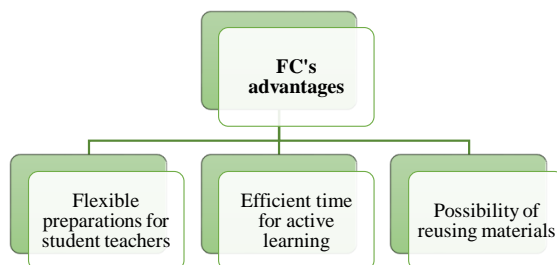 FC's
advantages
Flexible
preparations for
student teachers
Efficient time
for active
learning
Possibility of
reusing materials